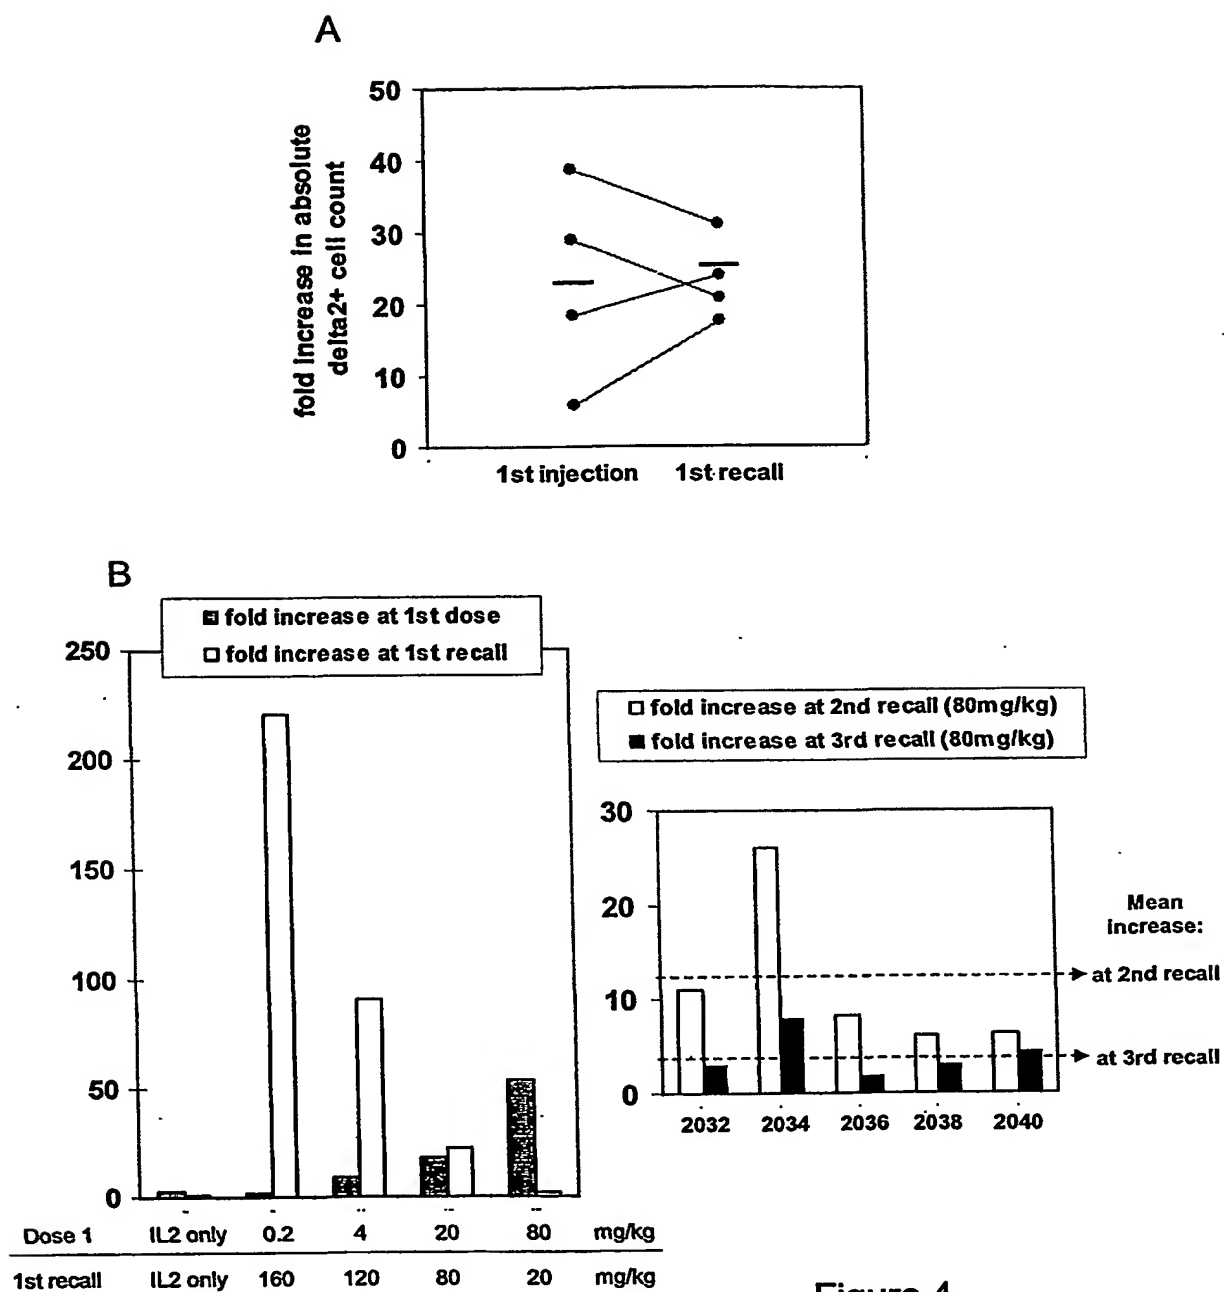 A
50
40
30
20
10
0
fold increase in absolute
delta2+ cell count
1st injection 1st recall
B
fold increase at 1st dose
fold increase at 1st recall
250
200
150
100
50
0
Dose 1 IL2 only 0.2 4 20 80 mg/kg
1st recall IL2 only 160 120 80 20 mg/kg
fold increase at 2nd recall (80mg/kg)
fold increase at 3rd recall (80mg/kg)
30
20
10
0
2032 2034 2036 2038 2040
Mean
increase:
at 2nd recall
at 3rd recall
Figure 4